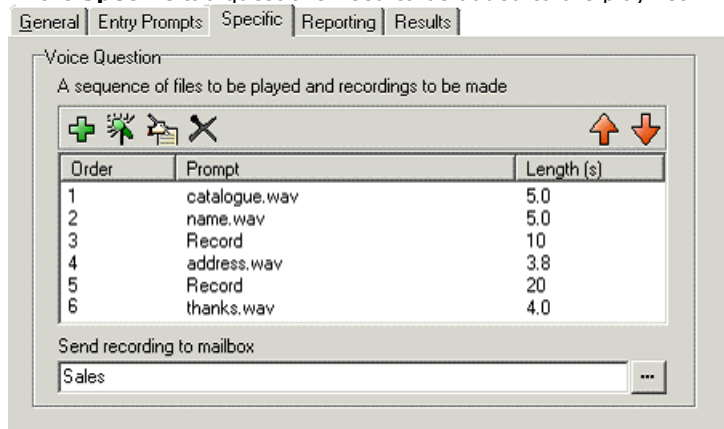 General Entry Prompts Specific Reporting Results
Voice Question
A sequence of files to be played and recordings to be made
Order Prompt Length (s)
1 catalogue.wav 5.0
2 name.wav 5.0
3 Record 10
4 address.wav 3.8
5 Record 20
6 thanks.wav 4.0
Send recording to mailbox
Sales ...